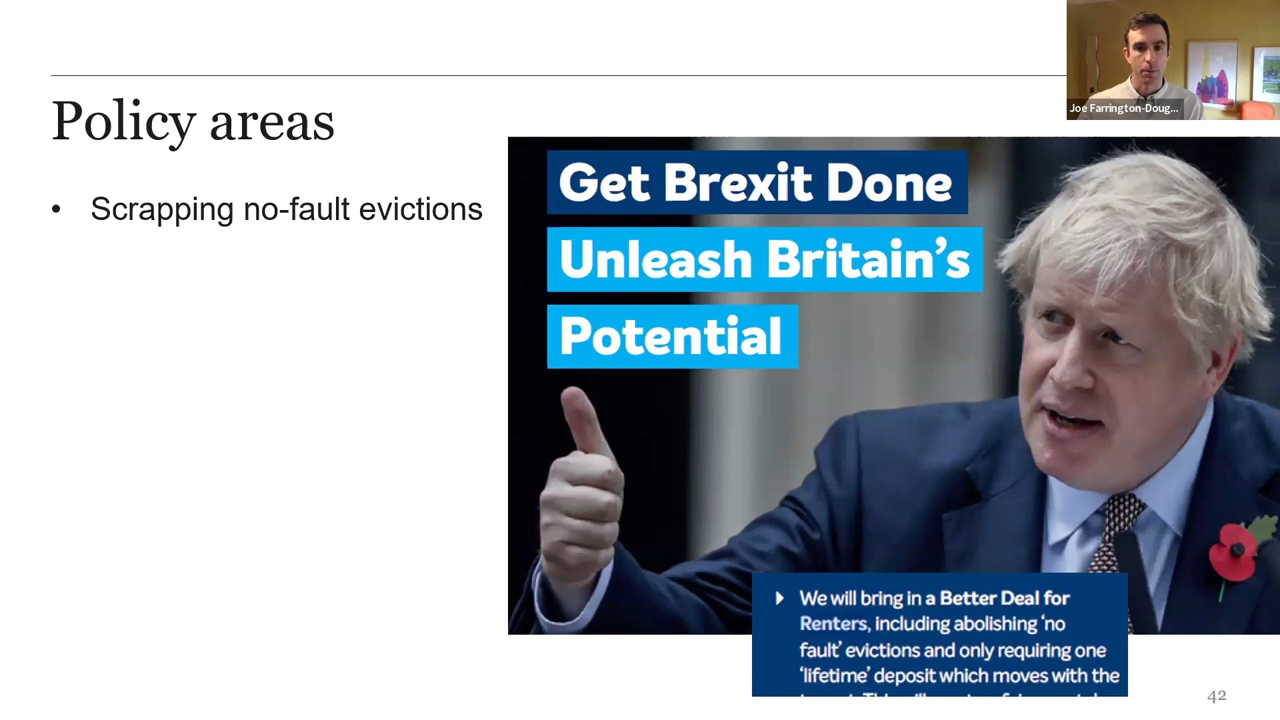 Joe Farrington-Doug...
Policy areas
• Scrapping no-fault evictions
Get Brexit Done
Unleash Britain's
Potential
We will bring in a Better Deal for
Renters, including abolishing ‘no
fault’ evictions and only requiring one
‘lifetime’ deposit which moves with the
42